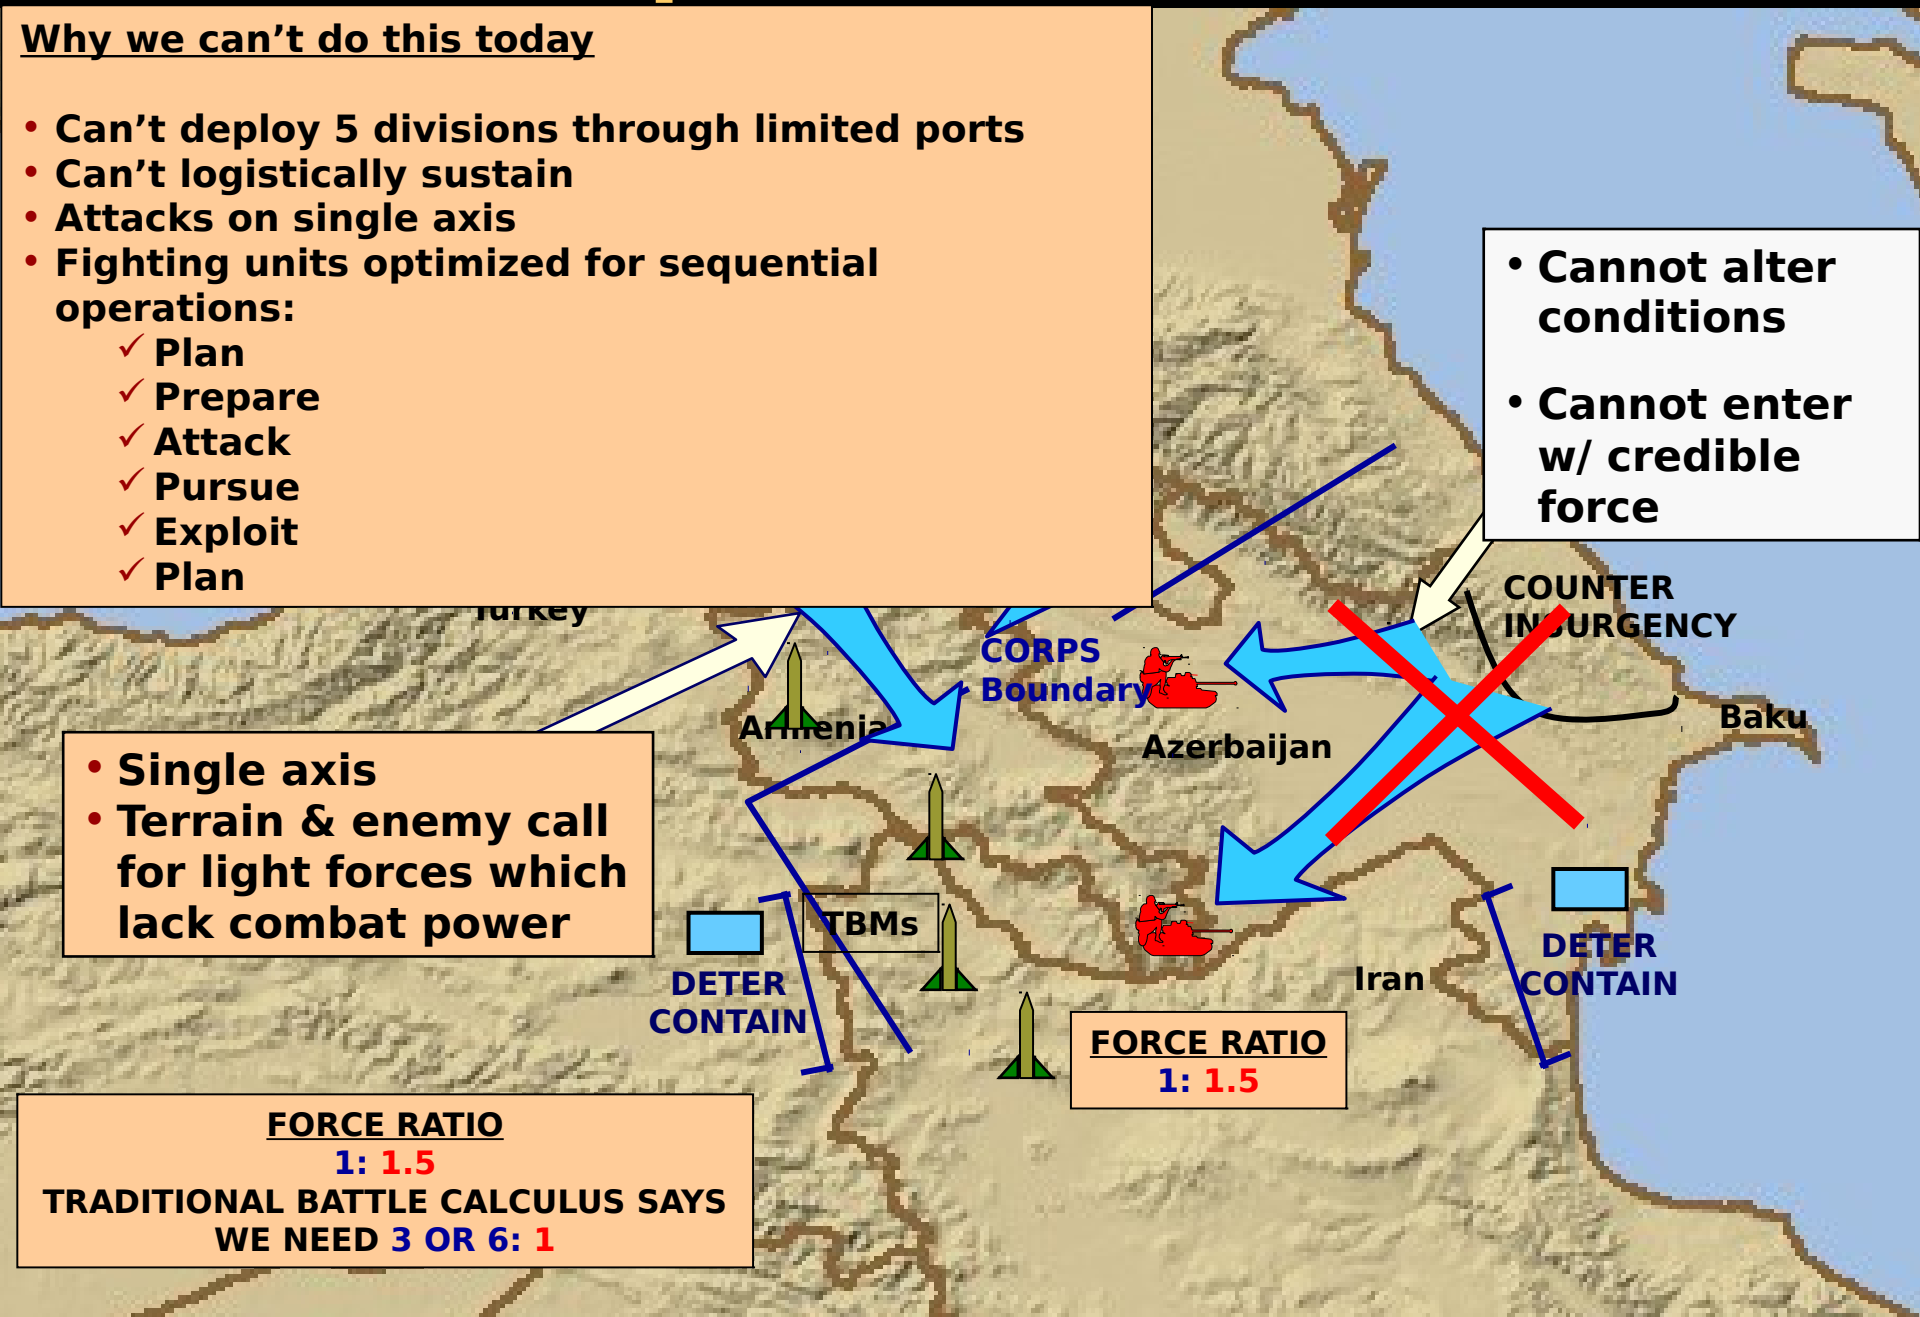 Why we can’t do this today
• Can’t deploy 5 divisions through limited ports
• Can’t logistically sustain
• Attacks on single axis
• Fighting units optimized for sequential
operations:
✓ Plan
✓ Prepare
✓ Attack
✓ Pursue
✓ Exploit
✓ Plan
• Cannot alter
conditions
• Cannot enter
w/ credible
force
Turkey
COUNTER
INSURGENCY
CORPS
Boundary
Armenia
Azerbaijan
Baku
• Single axis
• Terrain & enemy call
for light forces which
lack combat power
TBMs
DETER
CONTAIN
Iran
DETER
CONTAIN
FORCE RATIO
1: 1.5
FORCE RATIO
1: 1.5
TRADITIONAL BATTLE CALCULUS SAYS
WE NEED 3 OR 6: 1